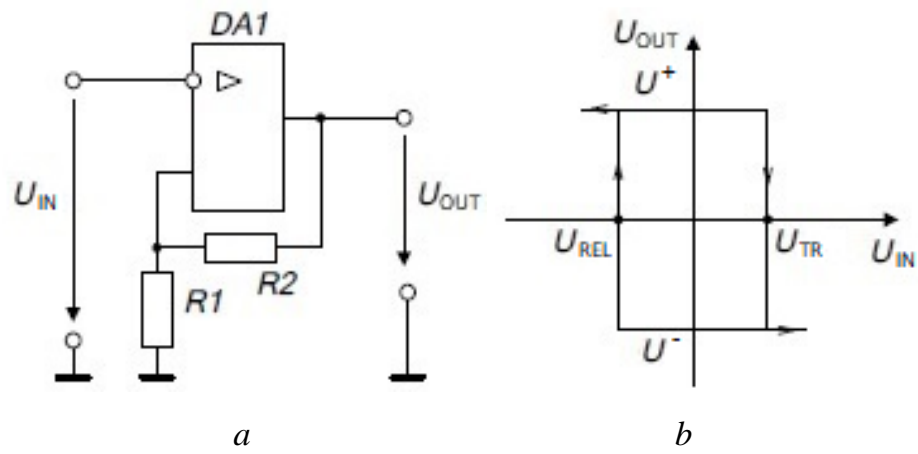 DA1
U_IN
U_OUT
R2
R1
a
U_OUT
U⁺
U_REL
U_TR
U_IN
U⁻
b